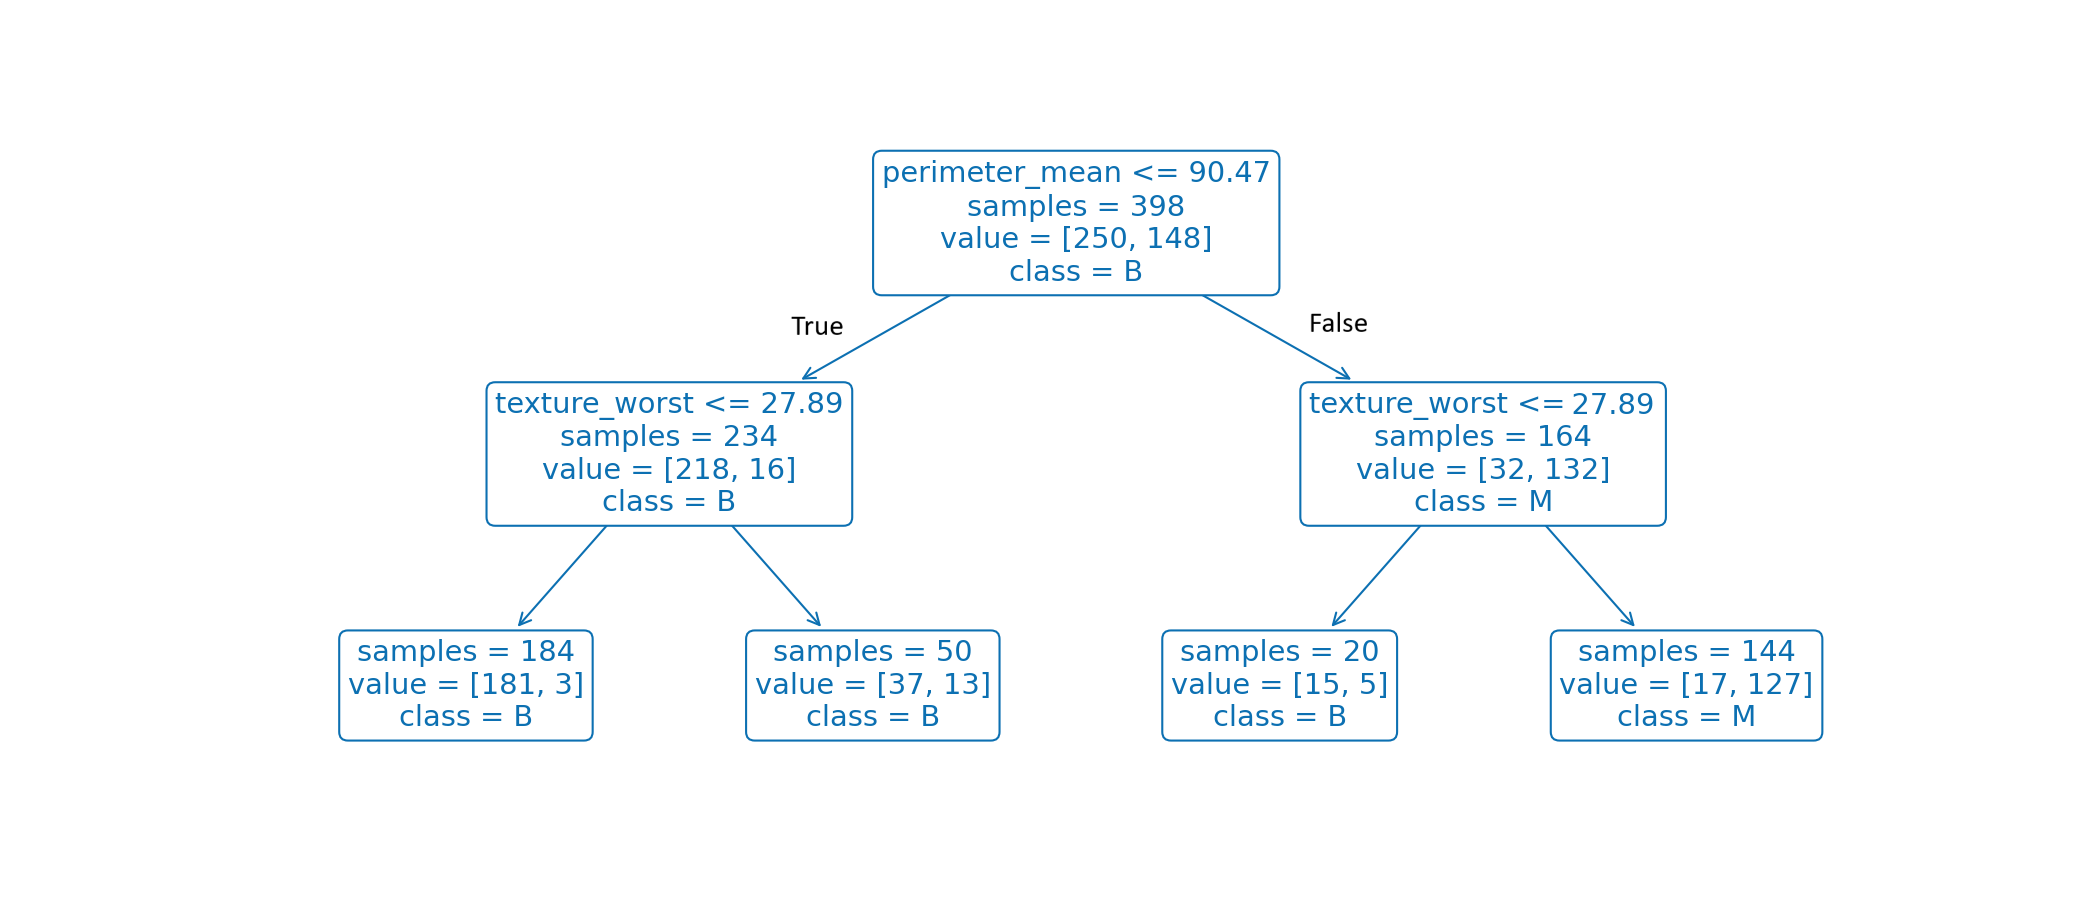 perimeter_mean <= 90.47
samples = 398
value = [250, 148]
class = B
True
False
texture_worst <= 27.89
samples = 234
value = [218, 16]
class = B
texture_worst <= 27.89
samples = 164
value = [32, 132]
class = M
samples = 184
value = [181, 3]
class = B
samples = 50
value = [37, 13]
class = B
samples = 20
value = [15, 5]
class = B
samples = 144
value = [17, 127]
class = M